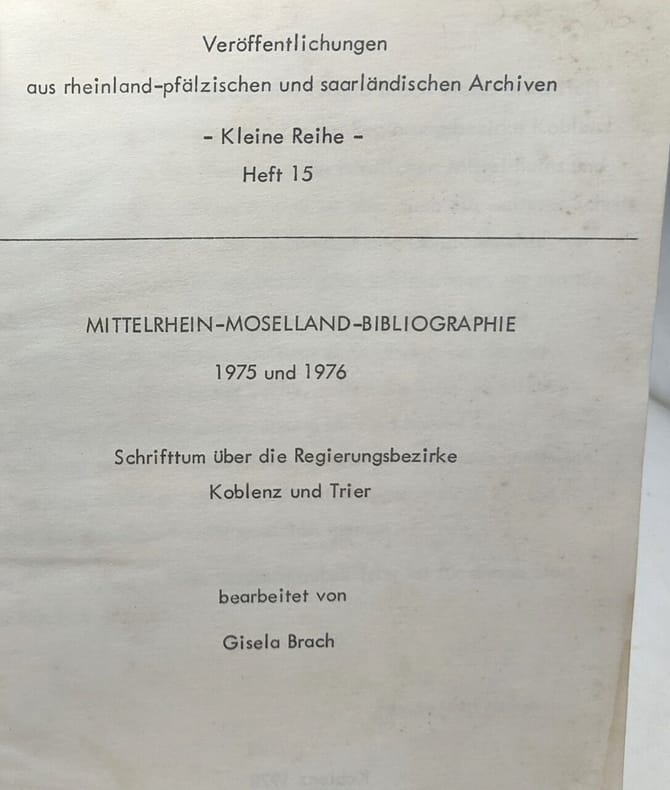 Veröffentlichungen
aus rheinland-pfälzischen und saarländischen Archiven
- Kleine Reihe -
Heft 15
MITTELRHEIN-MOSELLAND-BIBLIOGRAPHIE
1975 und 1976
Schrifttum über die Regierungsbezirke
Koblenz und Trier
bearbeitet von
Gisela Brach